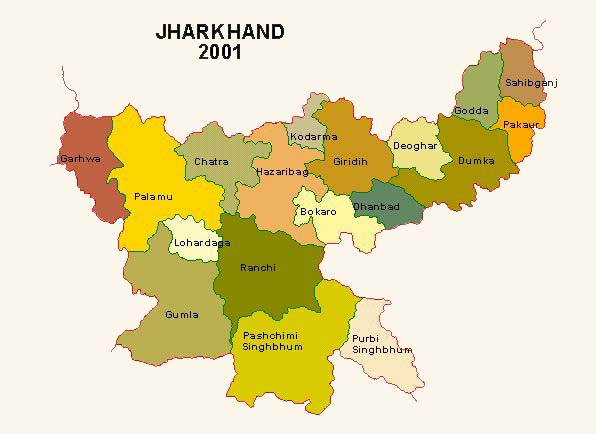 JHARKHAND
2001
Sahibganj
Godda
Pakaur
Kodarma
Deoghar
Garhwa
Chatra
Giridih
Dumka
Hazaribag
Palamu
Dhanbad
Bokaro
Lohardaga
Ranchi
Gumla
Pashchimi
Singhbhum
Purbi
Singhbhum